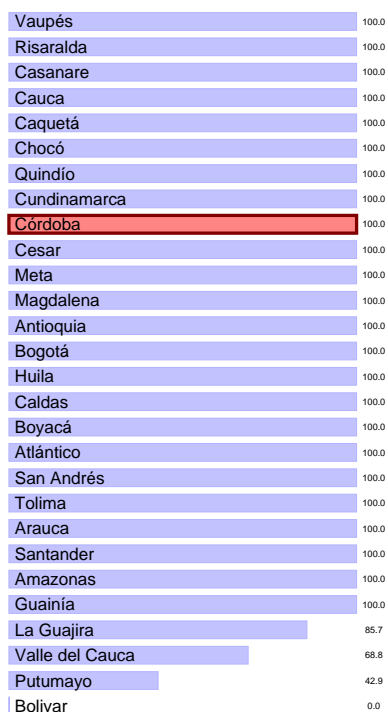 Vaupés 100.0
Risaralda 100.0
Casanare 100.0
Cauca 100.0
Caquetá 100.0
Chocó 100.0
Quindío 100.0
Cundinamarca 100.0
Córdoba 100.0
Cesar 100.0
Meta 100.0
Magdalena 100.0
Antioquia 100.0
Bogotá 100.0
Huila 100.0
Caldas 100.0
Boyacá 100.0
Atlántico 100.0
San Andrés 100.0
Tolima 100.0
Arauca 100.0
Santander 100.0
Amazonas 100.0
Guainía 100.0
La Guajira 85.7
Valle del Cauca 68.8
Putumayo 42.9
Bolivar 0.0